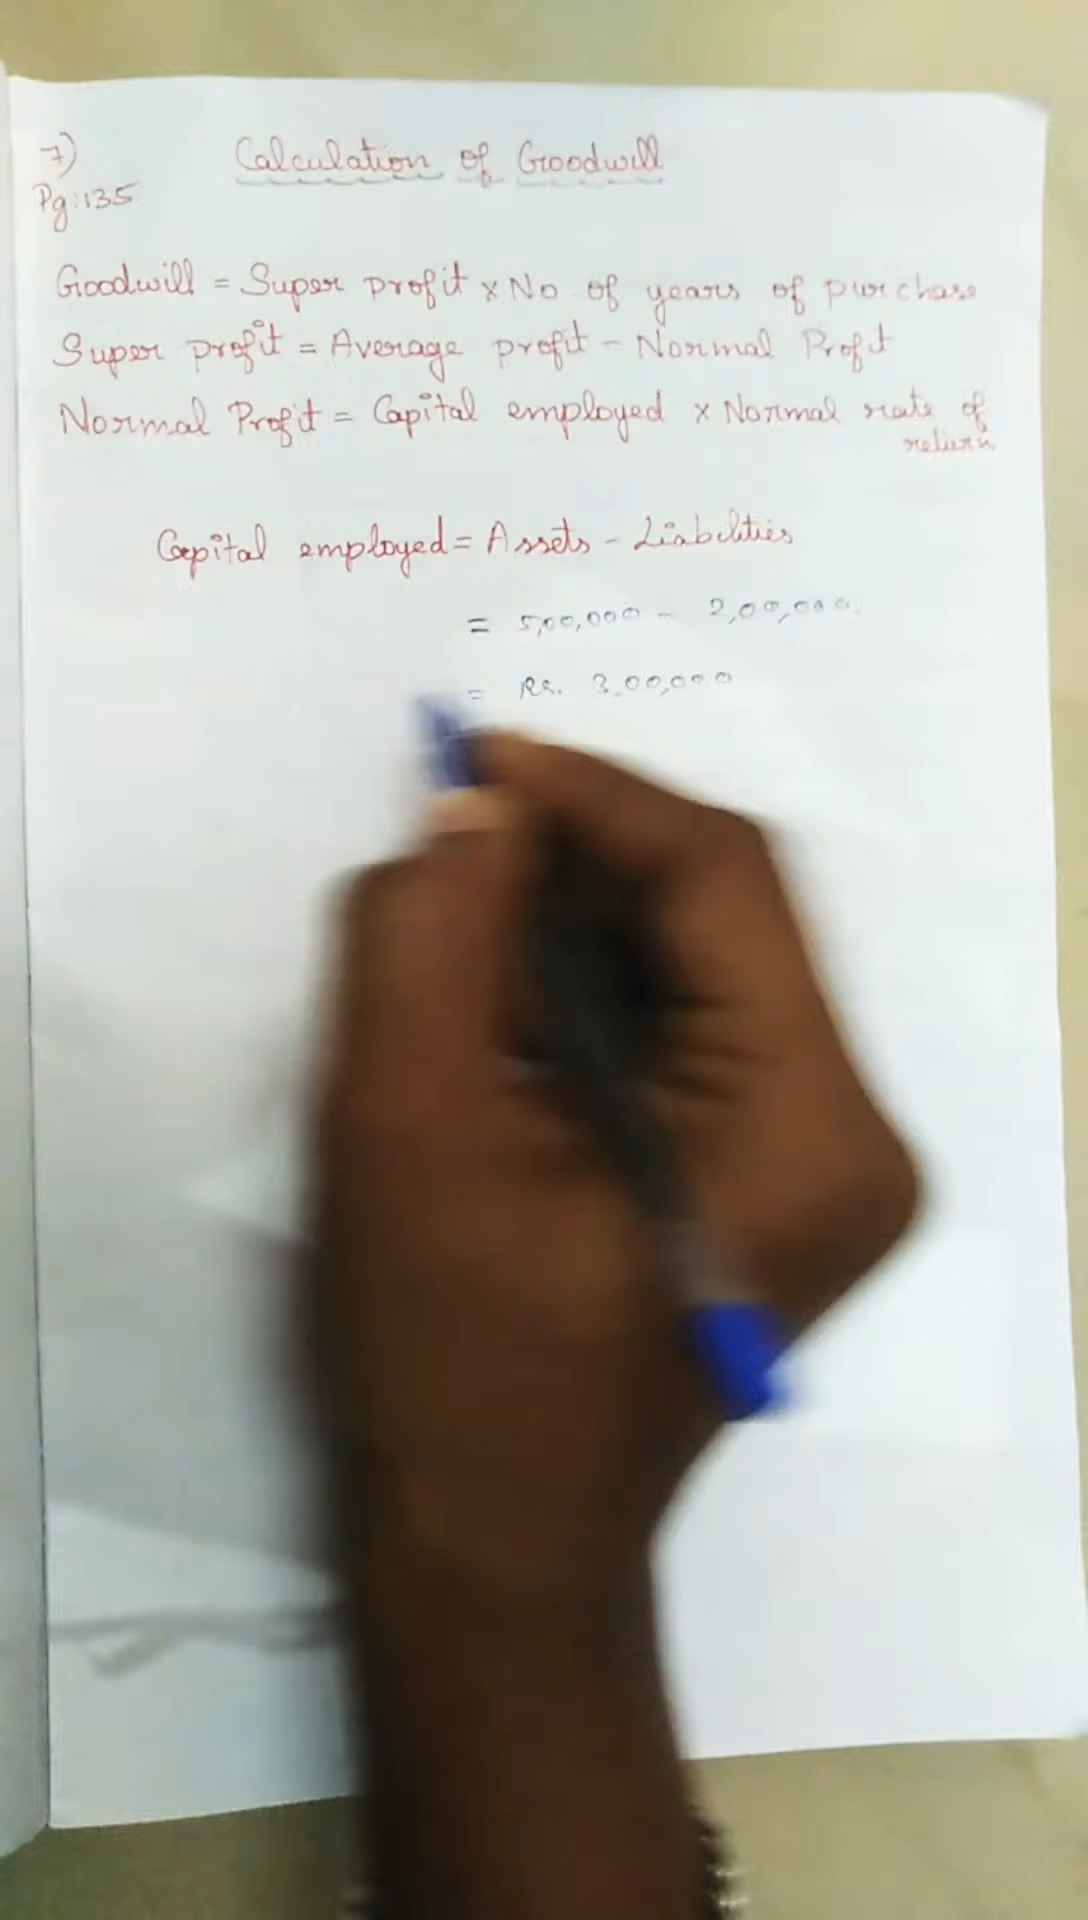 7)
Pg:135
Calculation of Goodwill
Goodwill = Super profit x No of years of purchase
Super profit = Average profit - Normal Profit
Normal Profit = Capital employed x Normal rate of
return
Capital employed = Assets - Liabilities
= 5,00,000 - 2,00,000
= Rs. 3,00,000